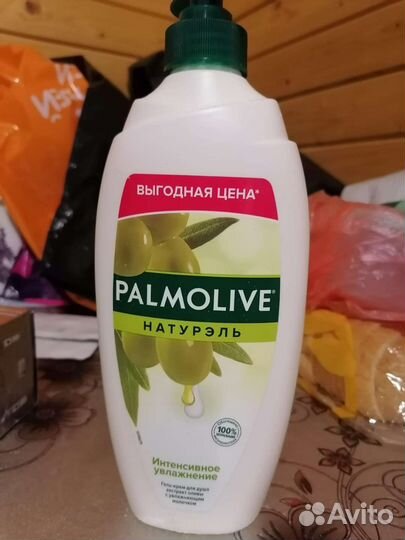 ВЫГОДНАЯ ЦЕНА*
PALMOLIVE®
НАТУРЭЛЬ
100%
Интенсивное
увлажнение
Гель-крем для душа
экстракт оливы
с увлажняющим
молочком
Avito